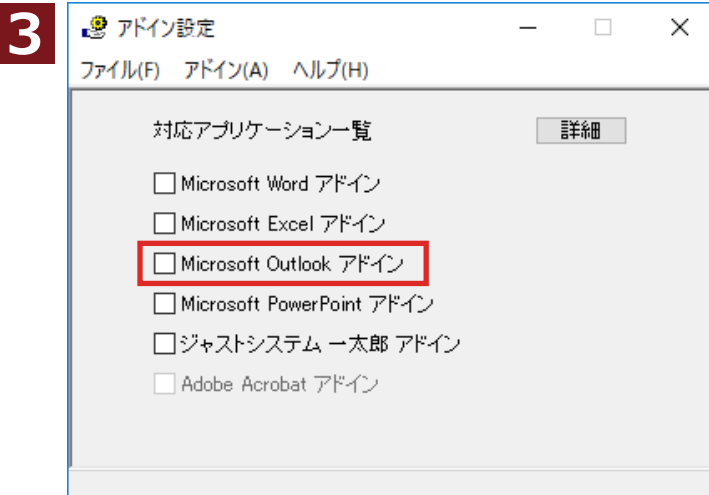 3
アドイン設定
ファイル(F) アドイン(A) ヘルプ(H)
対応アプリケーション一覧 詳細
Microsoft Word アドイン
Microsoft Excel アドイン
Microsoft Outlook アドイン
Microsoft PowerPoint アドイン
ジャストシステム 一太郎 アドイン
Adobe Acrobat アドイン